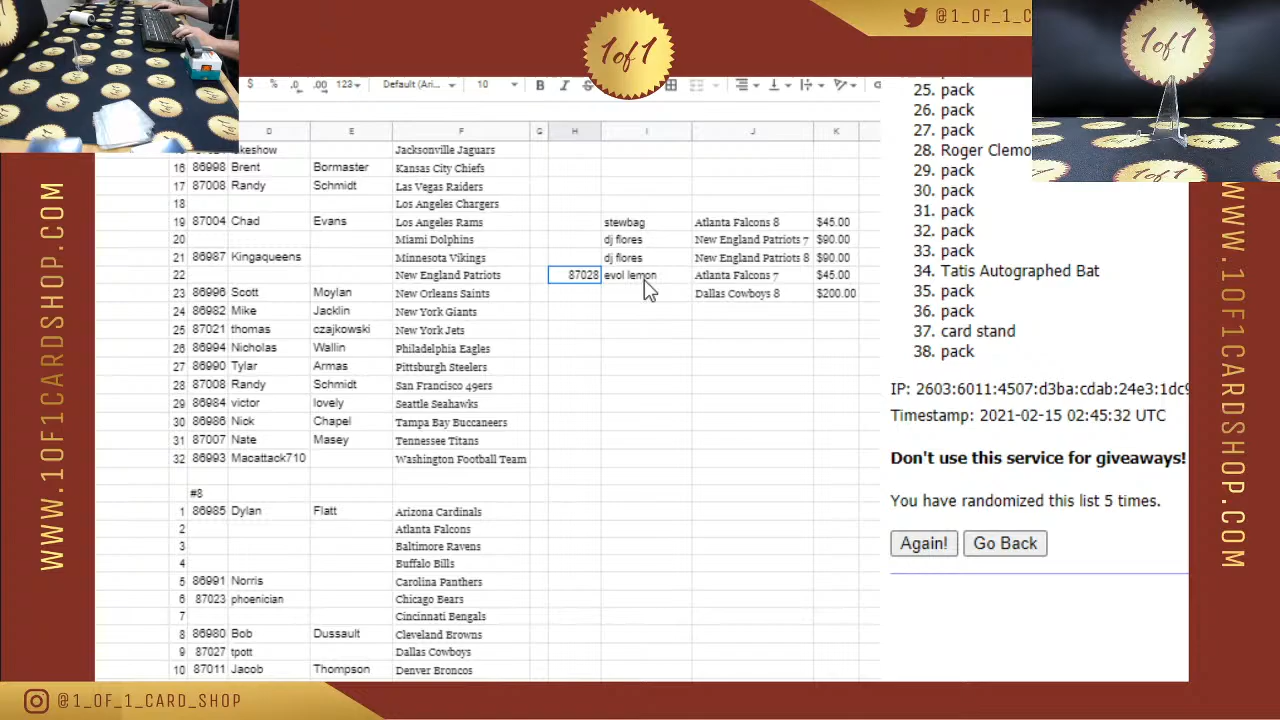 1of1
@1_OF_1_C
1of1
$ % .0 .00 123 Default (Ari... 10 B I S
D E F G H I J K
keshow Jacksonville Jaguars
16 86998 Brent Bormaster Kansas City Chiefs
17 87008 Randy Schmidt Las Vegas Raiders
18 Los Angeles Chargers
19 87004 Chad Evans Los Angeles Rams stewbag Atlanta Falcons 8 $45.00
20 Miami Dolphins dj flores New England Patriots 7 $90.00
21 86987 Kingaqueens Minnesota Vikings dj flores New England Patriots 8 $90.00
22 New England Patriots 87028 evol lemon Atlanta Falcons 7 $45.00
23 86996 Scott Moylan New Orleans Saints Dallas Cowboys 8 $200.00
24 86982 Mike Jacklin New York Giants
25 87021 thomas czajkowski New York Jets
26 86994 Nicholas Wallin Philadelphia Eagles
27 86990 Tylar Armas Pittsburgh Steelers
28 87008 Randy Schmidt San Francisco 49ers
29 86984 victor lovely Seattle Seahawks
30 86986 Nick Chapel Tampa Bay Buccaneers
31 87007 Nate Masey Tennessee Titans
32 86993 Macattack710 Washington Football Team
#8
1 86985 Dylan Flatt Arizona Cardinals
2 Atlanta Falcons
3 Baltimore Ravens
4 Buffalo Bills
5 86991 Norris Carolina Panthers
6 87023 phoenician Chicago Bears
7 Cincinnati Bengals
8 86980 Bob Dussault Cleveland Browns
9 87027 tpott Dallas Cowboys
10 87011 Jacob Thompson Denver Broncos
25. pack
26. pack
27. pack
28. Roger Clemo
29. pack
30. pack
31. pack
32. pack
33. pack
34. Tatis Autographed Bat
35. pack
36. pack
37. card stand
38. pack
IP: 2603:6011:4507:d3ba:cdab:24e3:1dc9
Timestamp: 2021-02-15 02:45:32 UTC
Don't use this service for giveaways!
You have randomized this list 5 times.
Again! Go Back
WWW.1OF1CARDSHOP.COM
WWW.1OF1CARDSHOP.COM
@1_OF_1_CARD_SHOP